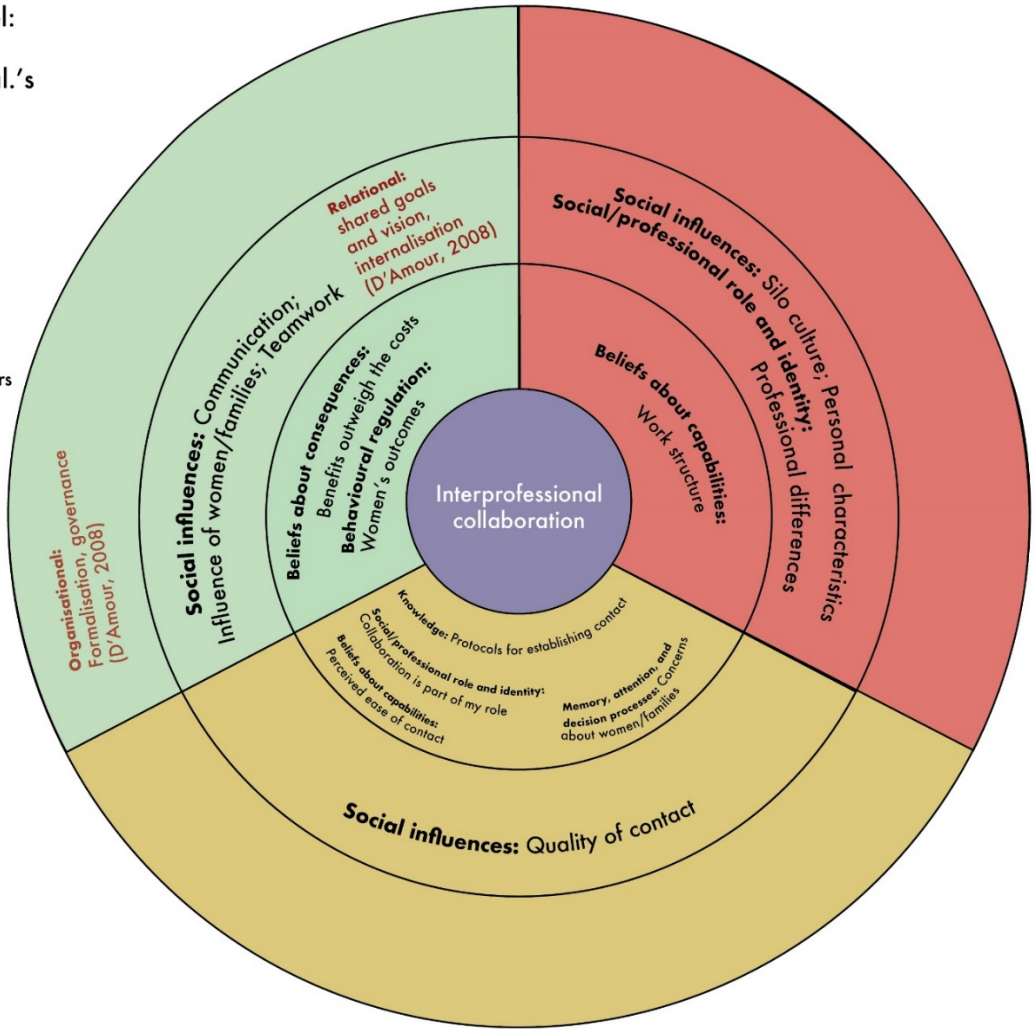 l:
l.'s
rs
Relational:
shared goals
and vision,
internalisation
(D'Amour, 2008)
Social influences: Communication;
Influence of women/families; Teamwork
Beliefs about consequences:
Benefits outweigh the costs
Behavioural regulation:
Women's outcomes
Organisational:
Formalisation, governance
(D'Amour, 2008)
Social influences: Silo culture; Personal characteristics
Social/professional role and identity:
Professional differences
Beliefs about capabilities:
Work structure
Interprofessional
collaboration
Knowledge: Protocols for establishing contact
Social/professional role and identity:
Collaboration is part of my role
Beliefs about capabilities:
Perceived ease of contact
Memory, attention, and
decision processes: Concerns
about women/families
Social influences: Quality of contact